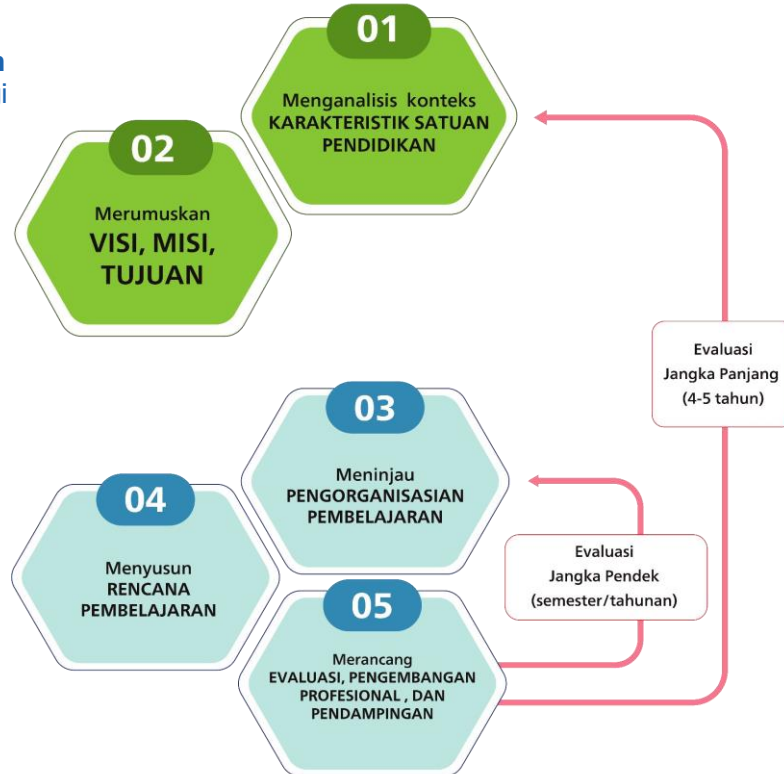 01
Menganalisis konteks
KARAKTERISTIK SATUAN
PENDIDIKAN
02
Merumuskan
VISI, MISI,
TUJUAN
Evaluasi
Jangka Panjang
(4-5 tahun)
03
Meninjau
PENGORGANISASIAN
PEMBELAJARAN
04
Menyusun
RENCANA
PEMBELAJARAN
Evaluasi
Jangka Pendek
(semester/tahunan)
05
Merancang
EVALUASI, PENGEMBANGAN
PROFESIONAL , DAN
PENDAMPINGAN